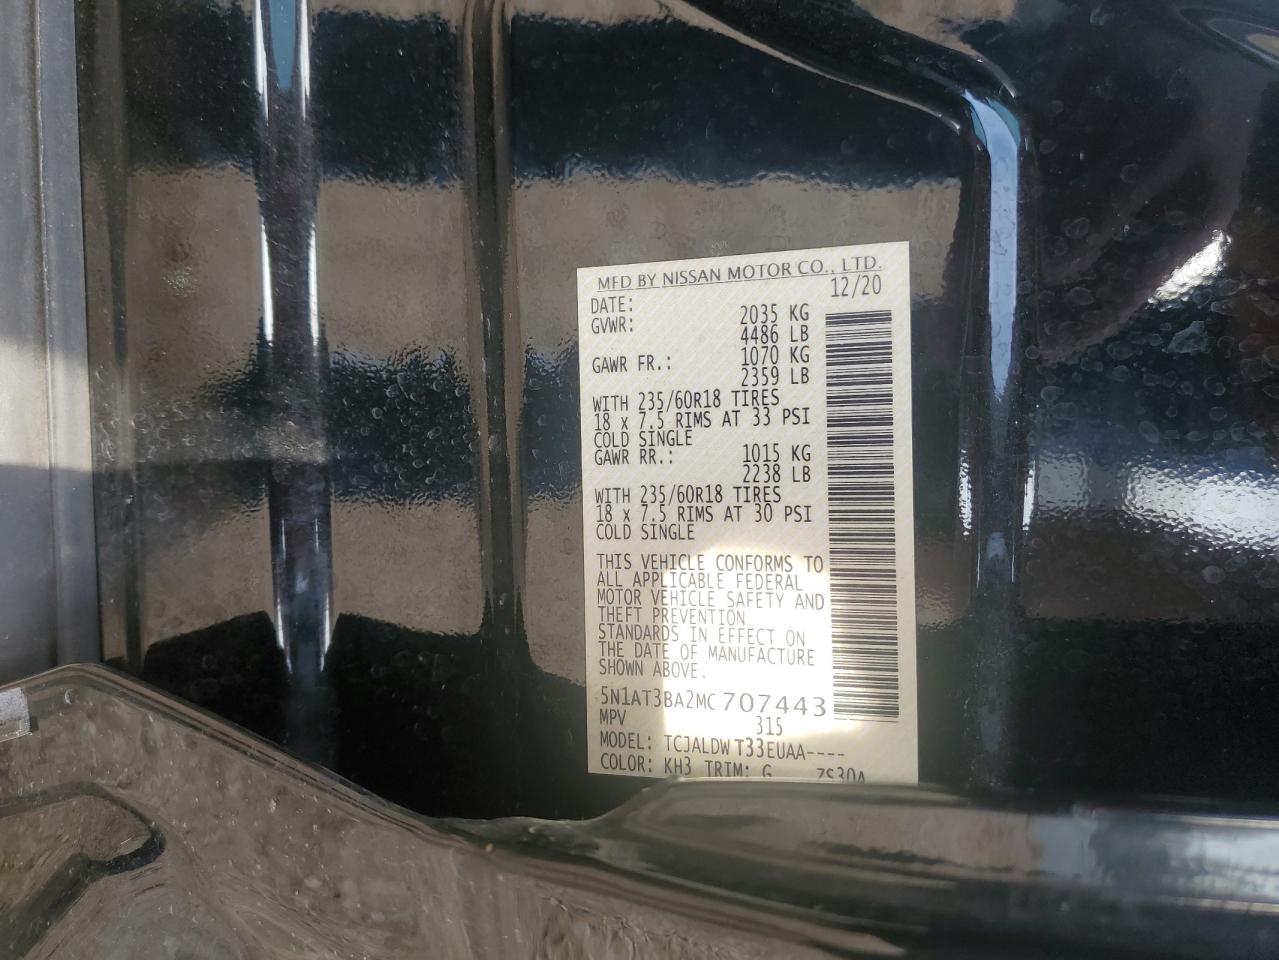 MFD BY NISSAN MOTOR CO., LTD.
DATE: 12/20
GVWR: 2035 KG
4486 LB
GAWR FR.: 1070 KG
2359 LB
WITH 235/60R18 TIRES
18 x 7.5 RIMS AT 33 PSI
COLD SINGLE
GAWR RR.: 1015 KG
2238 LB
WITH 235/60R18 TIRES
18 x 7.5 RIMS AT 30 PSI
COLD SINGLE
THIS VEHICLE CONFORMS TO
ALL APPLICABLE FEDERAL
MOTOR VEHICLE SAFETY AND
THEFT PREVENTION
STANDARDS IN EFFECT ON
THE DATE OF MANUFACTURE
SHOWN ABOVE.
5N1AT3BA2MC707443
MPV 315
MODEL: TCJALDWT33EUAA----
COLOR: KH3 TRIM: G ZS30A